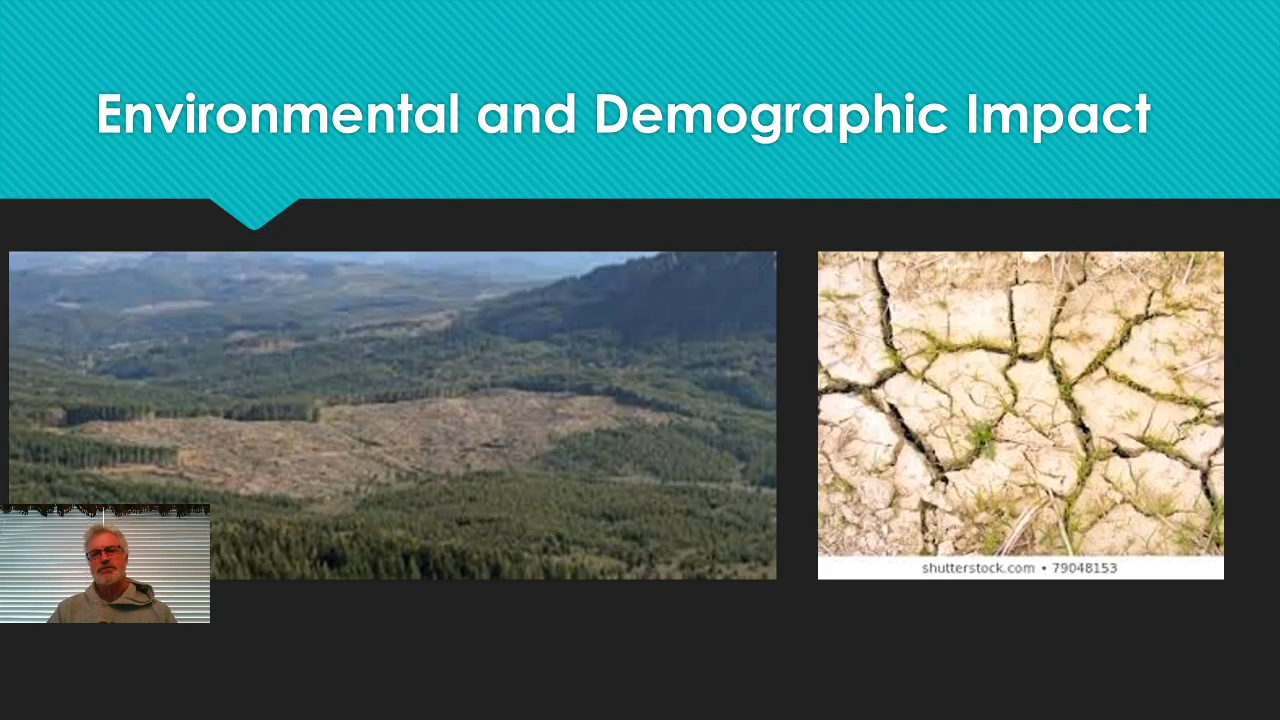 Environmental and Demographic Impact
shutterstock.com • 79048153